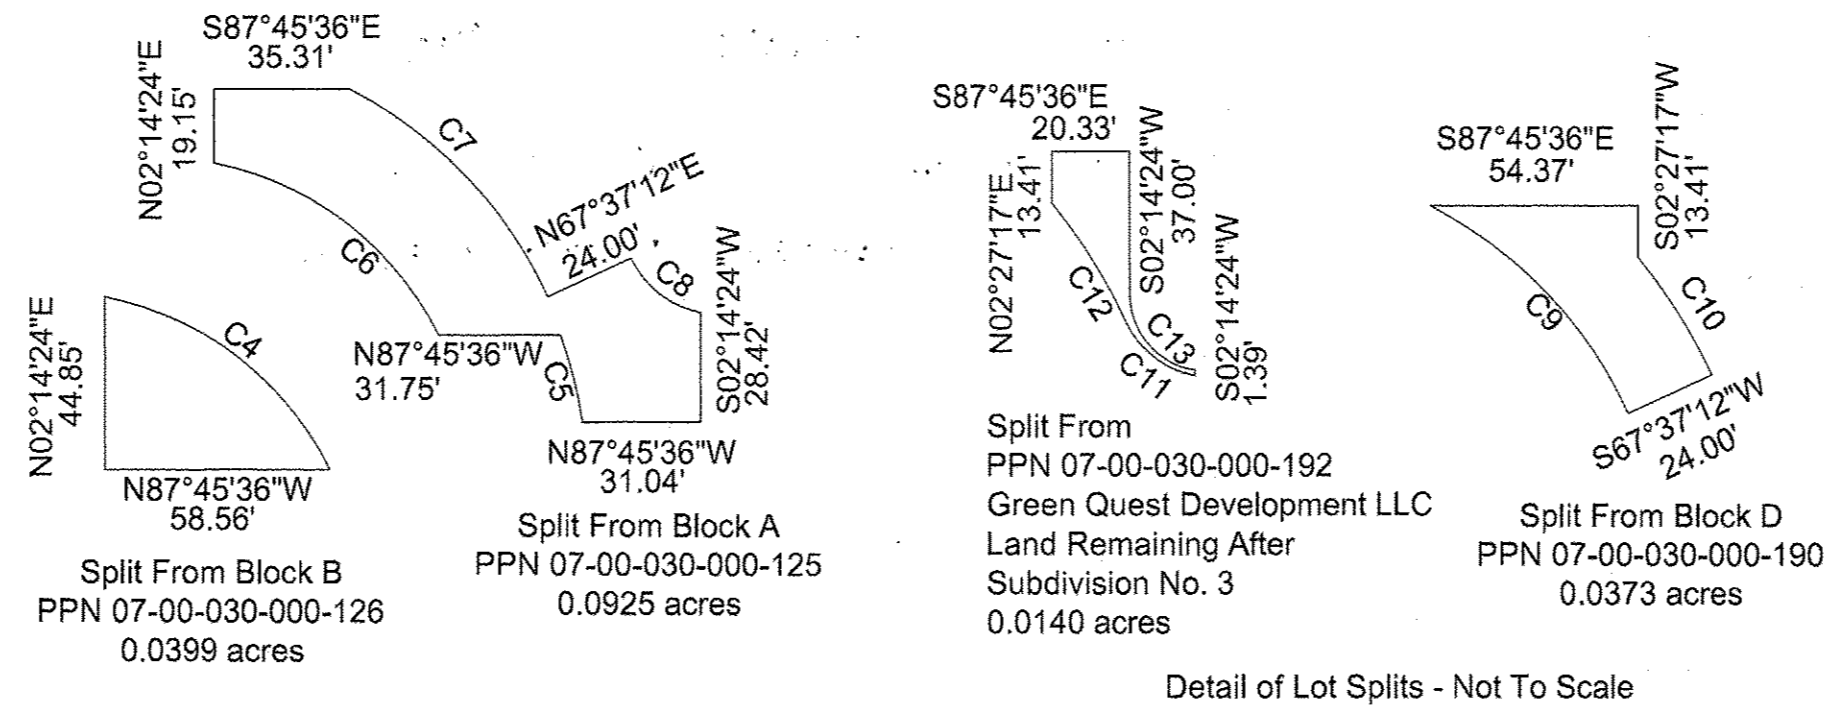 N02°14'24"E
44.85'
C4
N87°45'36"W
58.56'
Split From Block B
PPN 07-00-030-000-126
0.0399 acres
S87°45'36"E
35.31'
N02°14'24"E
19.15'
C7
C6
N67°37'12"E
24.00'
C8
S02°14'24"W
28.42'
N87°45'36"W
31.75'
C5
N87°45'36"W
31.04'
Split From Block A
PPN 07-00-030-000-125
0.0925 acres
S87°45'36"E
20.33'
N02°27'17"E
13.41'
S02°14'24"W
37.00'
C12
C13
C11
S02°14'24"W
1.39'
Split From
PPN 07-00-030-000-192
Green Quest Development LLC
Land Remaining After
Subdivision No. 3
0.0140 acres
S87°45'36"E
54.37'
S02°27'17"W
13.41'
C9
C10
S67°37'12"W
24.00'
Split From Block D
PPN 07-00-030-000-190
0.0373 acres
Detail of Lot Splits - Not To Scale